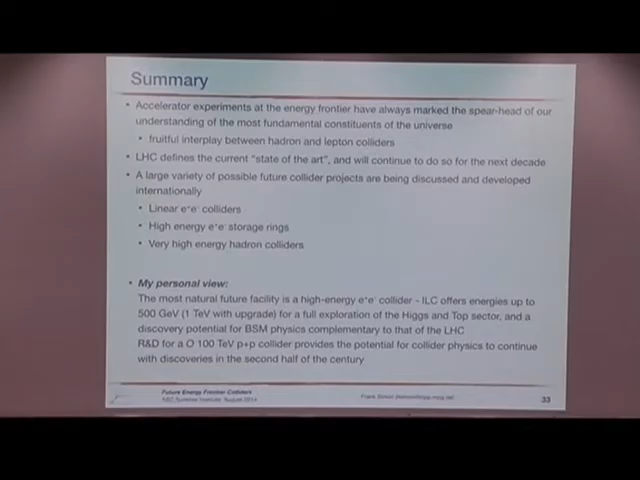 Summary
• Accelerator experiments at the energy frontier have always marked the spear-head of our
understanding of the most fundamental constituents of the universe
• fruitful interplay between hadron and lepton colliders
• LHC defines the current “state of the art”, and will continue to do so for the next decade
• A large variety of possible future collider projects are being discussed and developed
internationally
• Linear e⁺e⁻ colliders
• High energy e⁺e⁻ storage rings
• Very high energy hadron colliders
• My personal view:
The most natural future facility is a high-energy e⁺e⁻ collider - ILC offers energies up to
500 GeV (1 TeV with upgrade) for a full exploration of the Higgs and Top sector, and a
discovery potential for BSM physics complementary to that of the LHC
R&D for a O 100 TeV p+p collider provides the potential for collider physics to continue
with discoveries in the second half of the century
Future Energy Frontier Colliders
Summer Institute, August 2014
Frank Simon
33